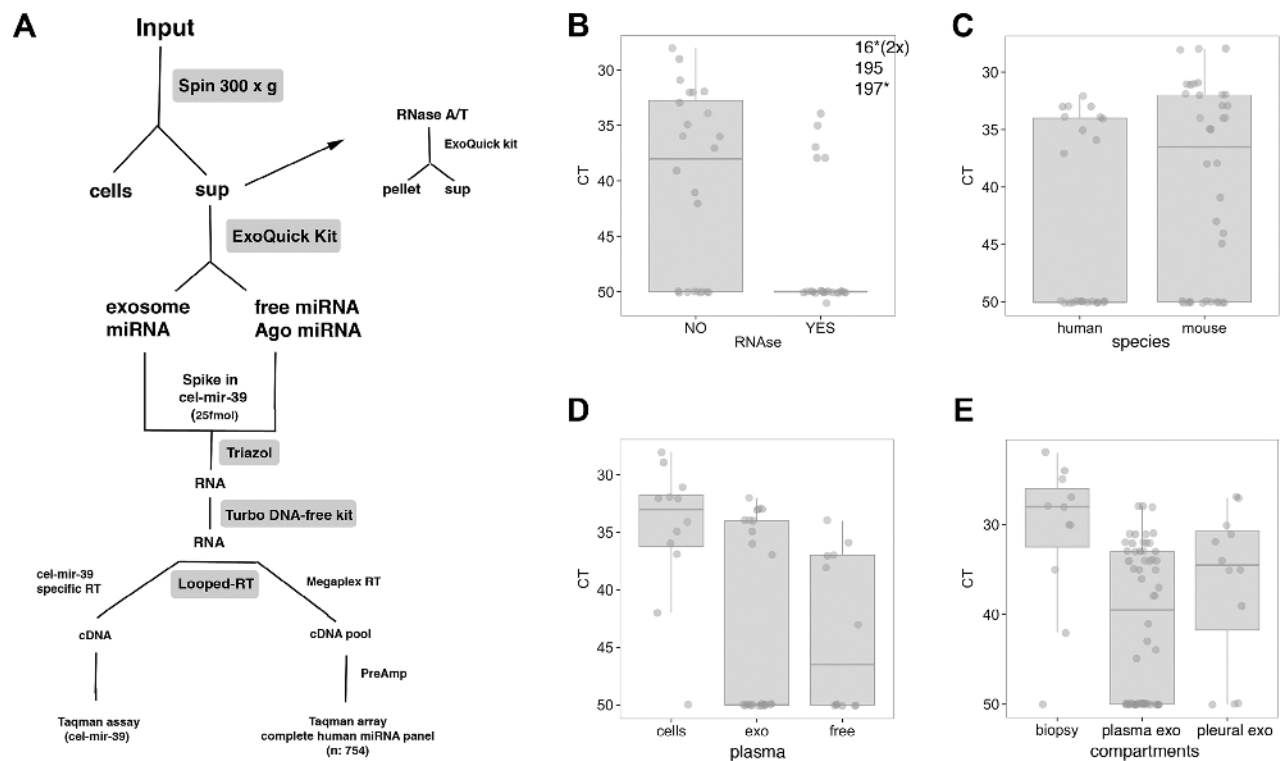 A
Input
Spin 300 x g
cells
sup
RNase A/T
ExoQuick kit
pellet
sup
ExoQuick Kit
exosome
miRNA
free miRNA
Ago miRNA
Spike in
cel-mir-39
(25fmol)
Triazol
RNA
Turbo DNA-free kit
RNA
cel-mir-39
specific RT
Looped-RT
Megaplex RT
cDNA
cDNA pool
PreAmp
Taqman assay
(cel-mir-39)
Taqman array
complete human miRNA panel
(n: 754)
B
16*(2x)
195
197*
CT
30
35
40
45
50
NO
YES
RNAse
C
CT
30
35
40
45
50
human
mouse
species
D
CT
30
35
40
45
50
cells
exo
free
plasma
E
CT
30
40
50
biopsy
plasma exo
pleural exo
compartments